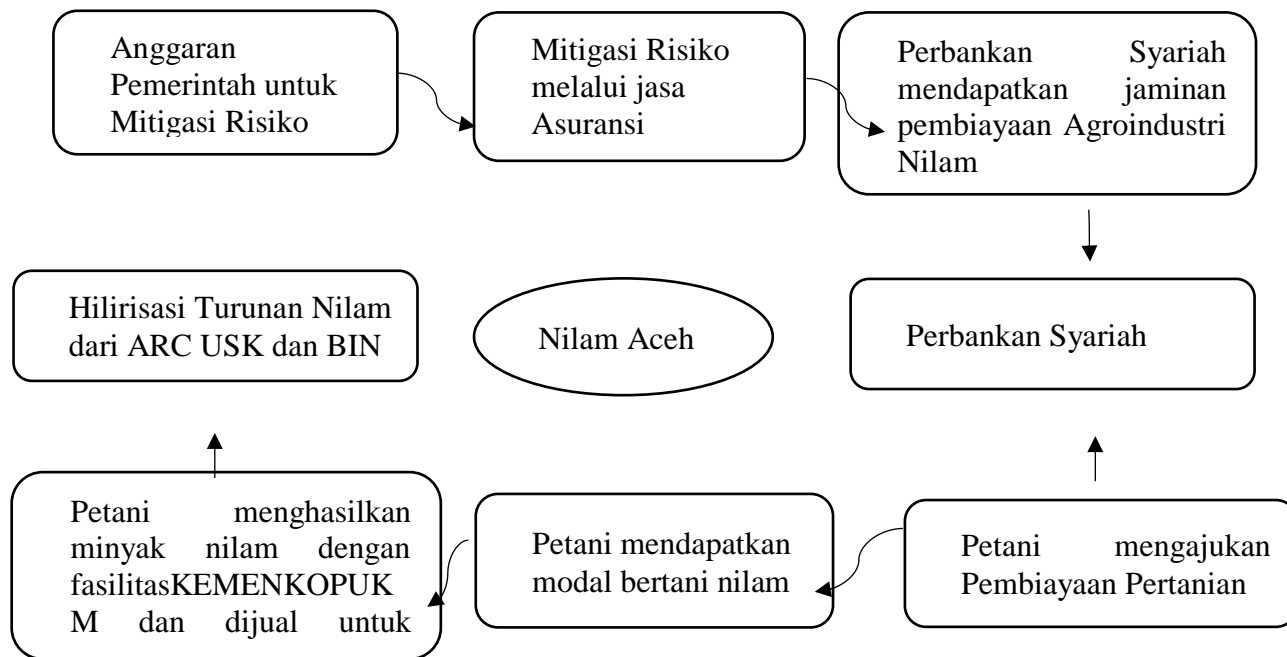 Anggaran
Pemerintah untuk
Mitigasi Risiko
Mitigasi Risiko
melalui jasa
Asuransi
Perbankan Syariah
mendapatkan jaminan
pembiayaan Agroindustri
Nilam
Hilirisasi Turunan Nilam
dari ARC USK dan BIN
Nilam Aceh
Perbankan Syariah
Petani menghasilkan
minyak nilam dengan
fasilitasKEMENKOPUK
M dan dijual untuk
Petani mendapatkan
modal bertani nilam
Petani mengajukan
Pembiayaan Pertanian